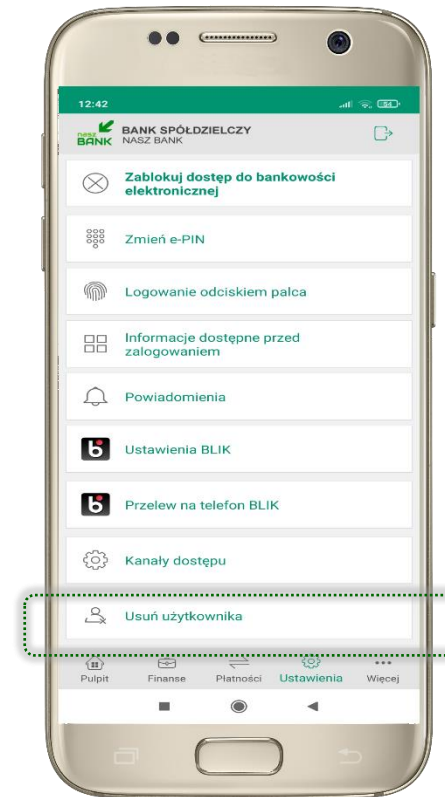 12:42
54
nasz BANK
BANK SPÓŁDZIELCZY
NASZ BANK
Zablokuj dostęp do bankowości
elektronicznej
Zmień e-PIN
Logowanie odciskiem palca
Informacje dostępne przed
zalogowaniem
Powiadomienia
Ustawienia BLIK
Przelew na telefon BLIK
Kanały dostępu
Usuń użytkownika
Pulpit Finanse Płatności Ustawienia Więcej